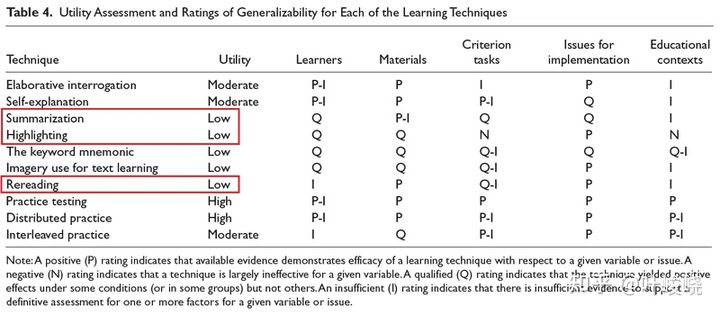 Table 4. Utility Assessment and Ratings of Generalizability for Each of the Learning Techniques
Technique Utility Learners Materials Criterion tasks Issues for implementation Educational contexts
Elaborative interrogation Moderate P-I P I P I
Self-explanation Moderate P-I P P-I Q I
Summarization Low Q P-I Q Q I
Highlighting Low Q Q N P N
The keyword mnemonic Low Q Q Q-I Q Q-I
Imagery use for text learning Low Q Q Q-I P I
Rereading Low I P Q-I P I
Practice testing High P-I P P P P
Distributed practice High P-I P P-I P P-I
Interleaved practice Moderate I Q P-I P P-I
Note: A positive (P) rating indicates that available evidence demonstrates efficacy of a learning technique with respect to a given variable or issue. A
negative (N) rating indicates that a technique is largely ineffective for a given variable. A qualified (Q) rating indicates that the technique yielded positive
effects under some conditions (or in some groups) but not others. An insufficient (I) rating indicates that there is insufficient evidence to support a
definitive assessment for one or more factors for a given variable or issue.